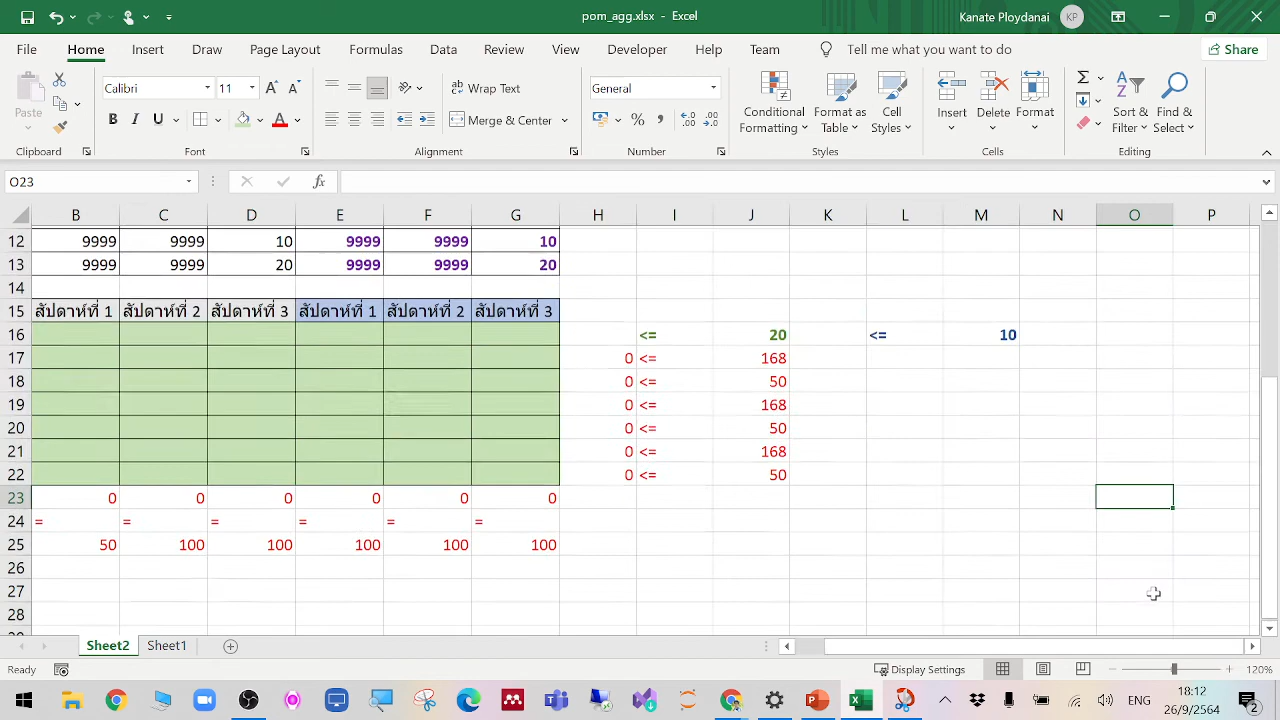 pom_agg.xlsx - Excel
Kanate Ploydanai KP
File Home Insert Draw Page Layout Formulas Data Review View Developer Help Team Tell me what you want to do Share
Paste
Calibri 11
B I U
Wrap Text
Merge & Center
General
Conditional Formatting
Format as Table
Cell Styles
Insert Delete Format
Sort & Filter
Find & Select
Clipboard Font Alignment Number Styles Cells Editing
O23
fx
B C D E F G H I J K L M N O P
12 9999 9999 10 9999 9999 10
13 9999 9999 20 9999 9999 20
14
15 สัปดาห์ที่ 1 สัปดาห์ที่ 2 สัปดาห์ที่ 3 สัปดาห์ที่ 1 สัปดาห์ที่ 2 สัปดาห์ที่ 3
16 <= 20 <= 10
17 0 <= 168
18 0 <= 50
19 0 <= 168
20 0 <= 50
21 0 <= 168
22 0 <= 50
23 0 0 0 0 0 0
24 = = = = = =
25 50 100 100 100 100 100
26
27
28
Sheet2 Sheet1
Ready Display Settings 120%
ENG 18:12 26/9/2564 2